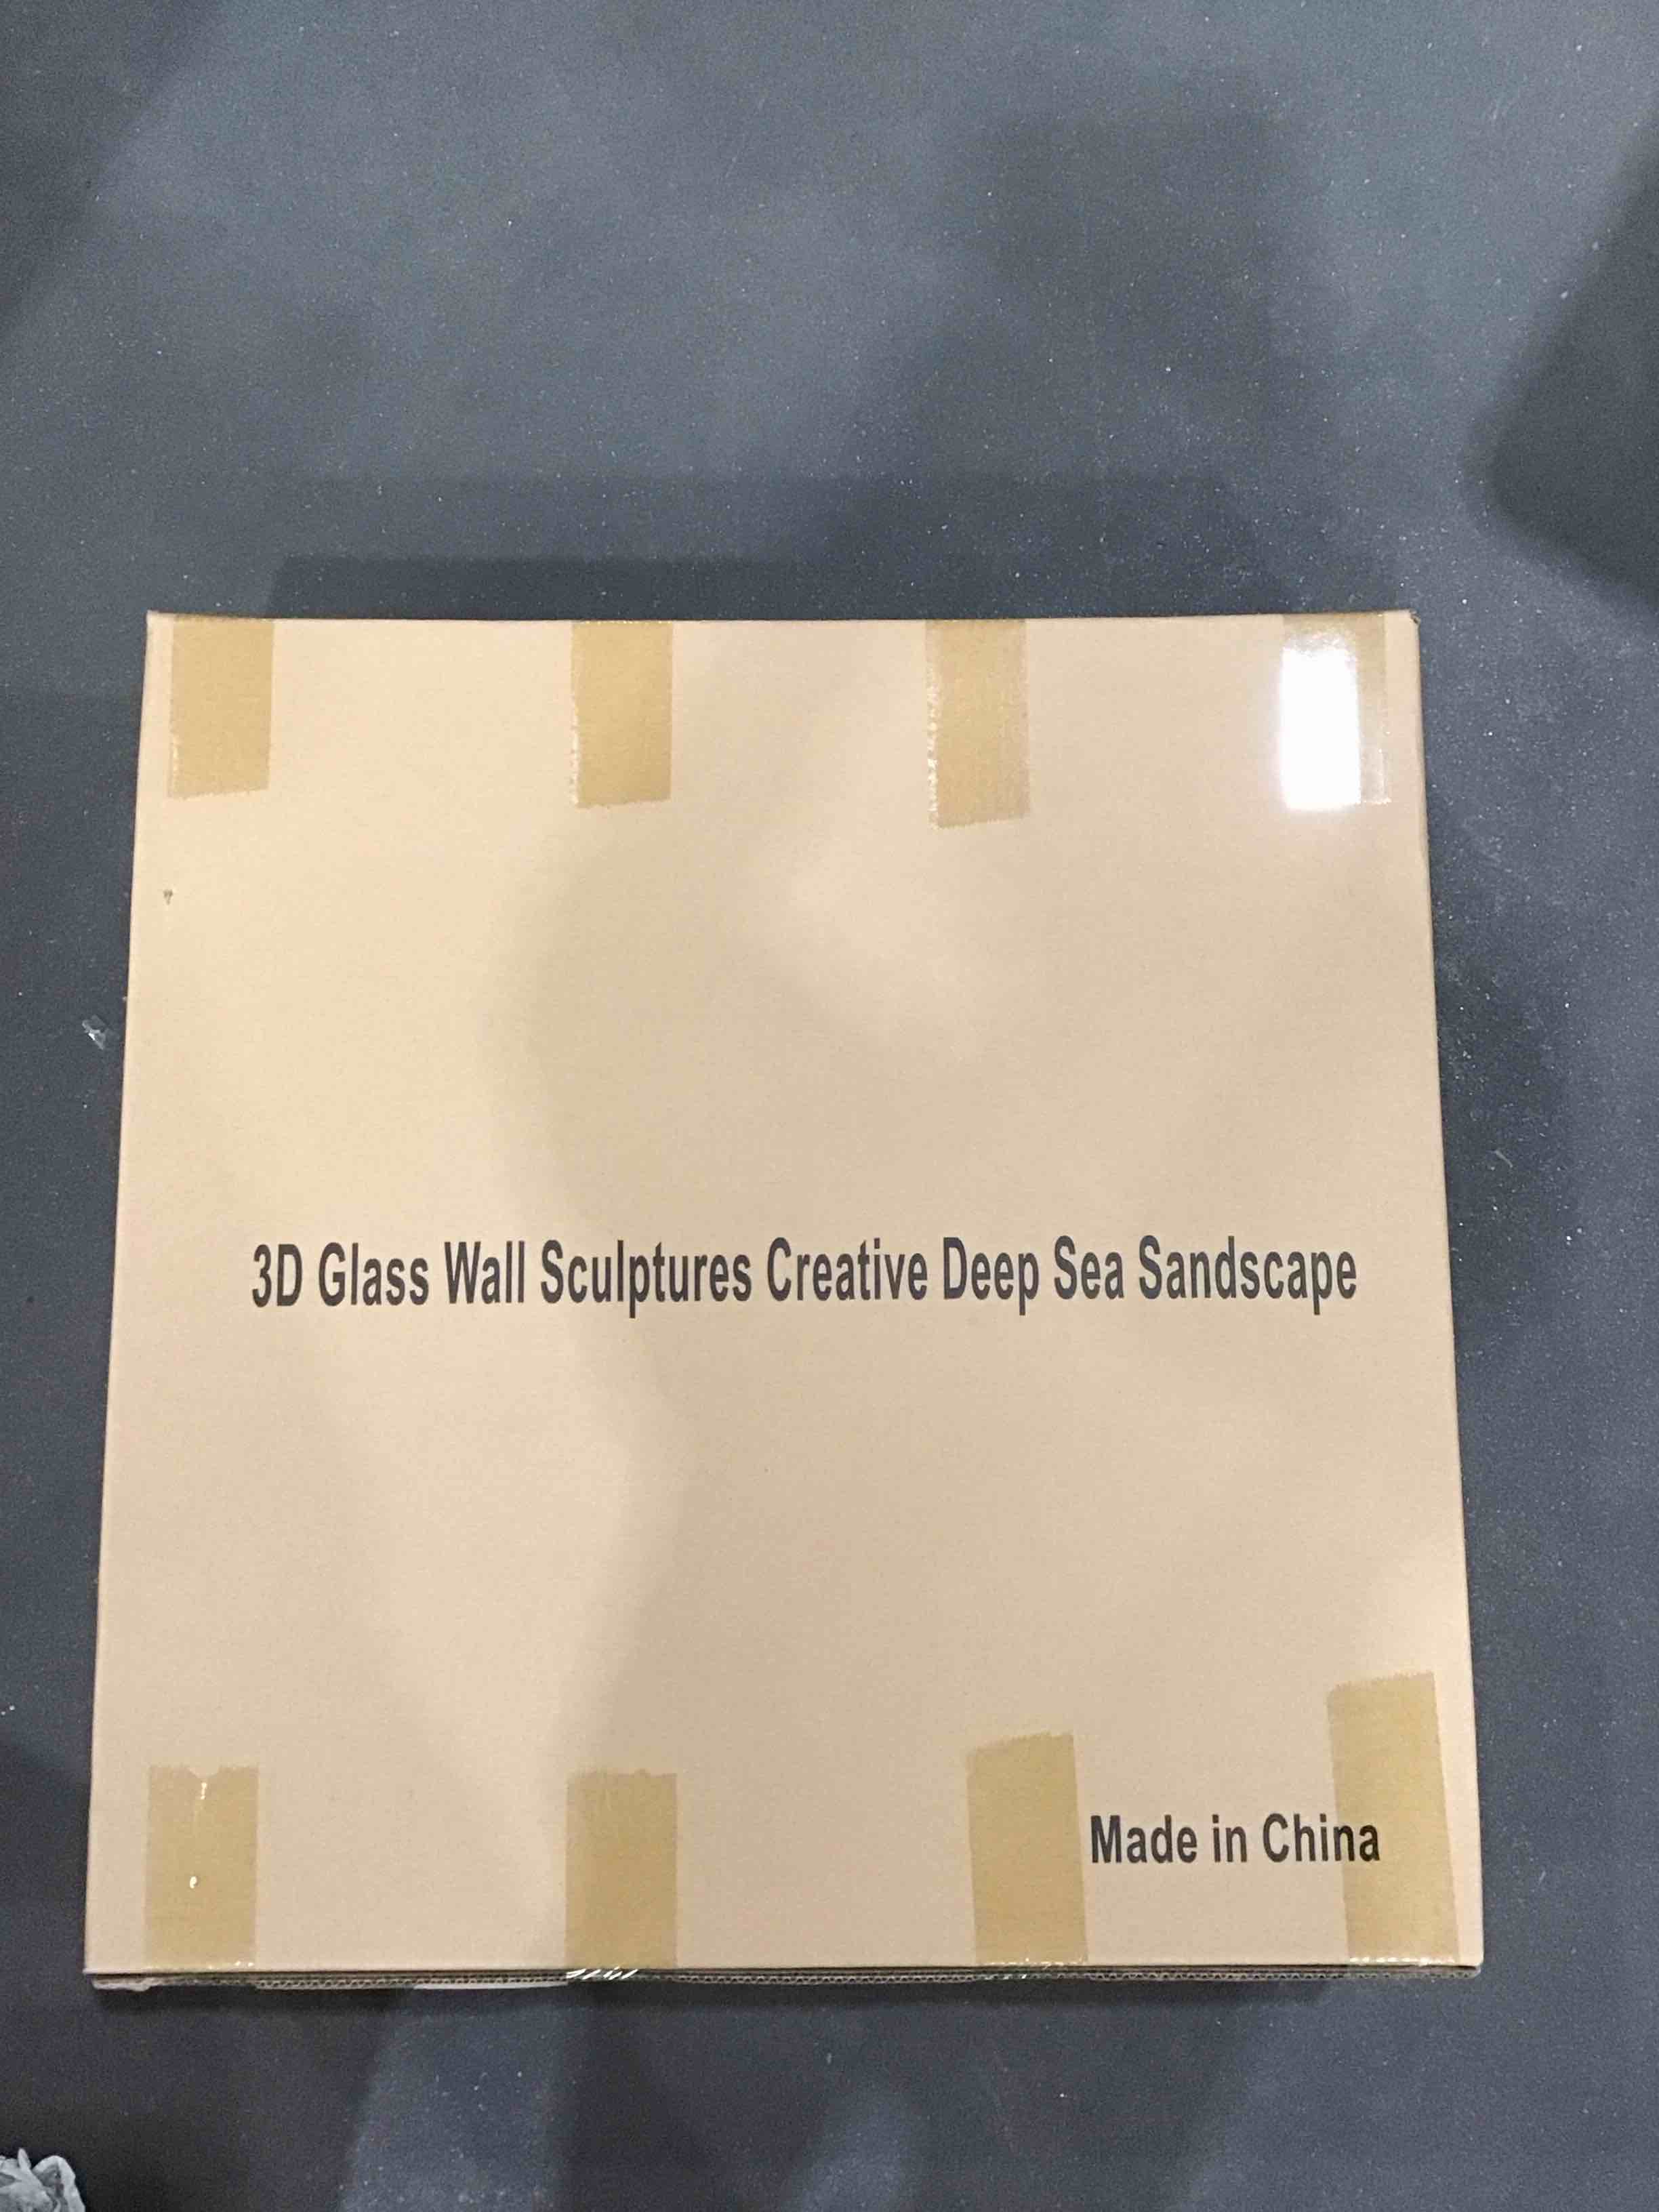 3D Glass Wall Sculptures Creative Deep Sea Sandscape
Made in China